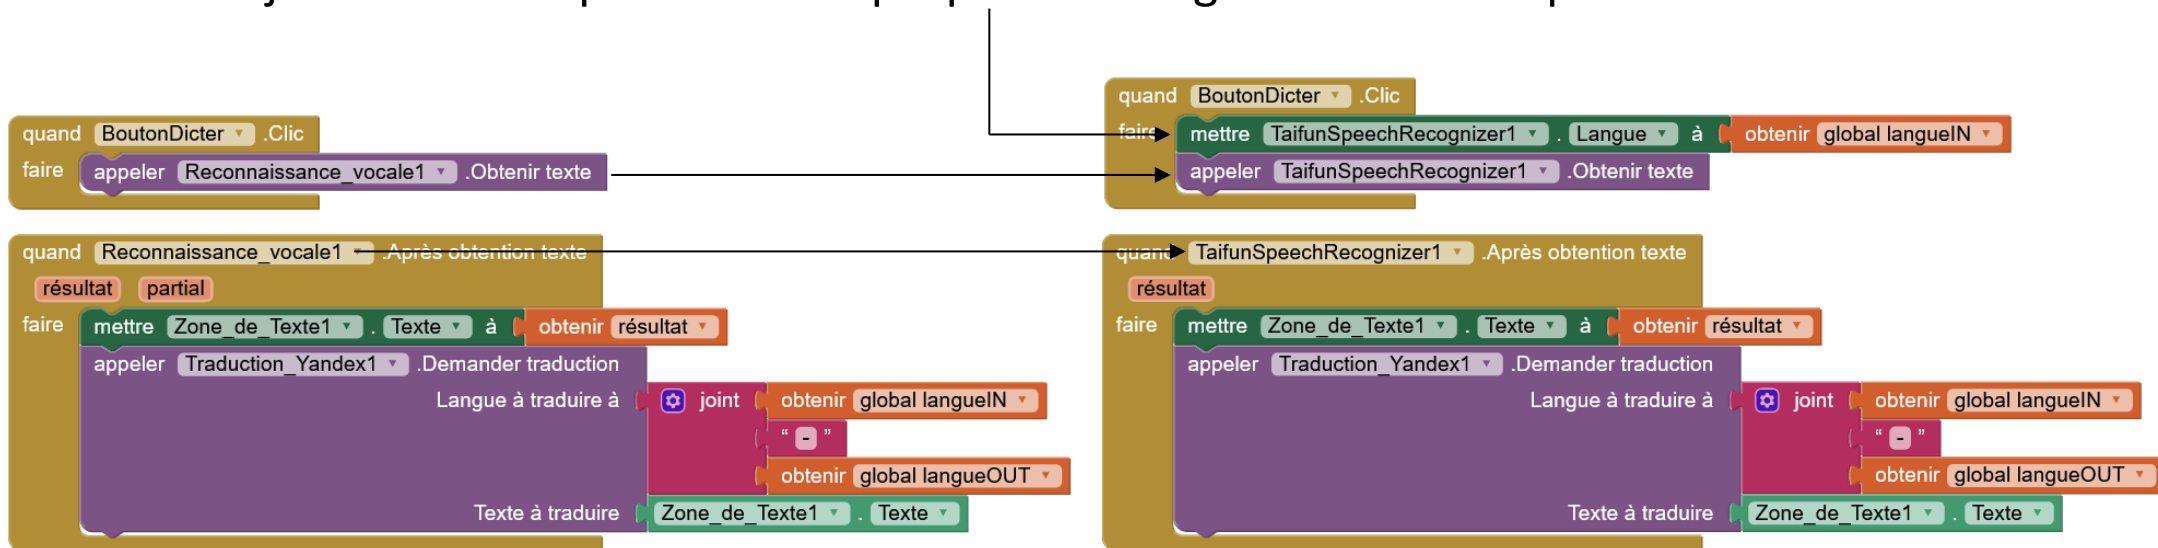 quand BoutonDicter .Clic
faire appeler Reconnaissance_vocale1 .Obtenir texte
quand Reconnaissance_vocale1 .Après obtention texte
résultat partial
faire mettre Zone_de_Texte1 . Texte à obtenir résultat
appeler Traduction_Yandex1 .Demander traduction
Langue à traduire à joint obtenir global langueIN
“ - ”
obtenir global langueOUT
Texte à traduire Zone_de_Texte1 . Texte
quand BoutonDicter .Clic
faire mettre TaifunSpeechRecognizer1 . Langue à obtenir global langueIN
appeler TaifunSpeechRecognizer1 .Obtenir texte
quand TaifunSpeechRecognizer1 .Après obtention texte
résultat
faire mettre Zone_de_Texte1 . Texte à obtenir résultat
appeler Traduction_Yandex1 .Demander traduction
Langue à traduire à joint obtenir global langueIN
“ - ”
obtenir global langueOUT
Texte à traduire Zone_de_Texte1 . Texte